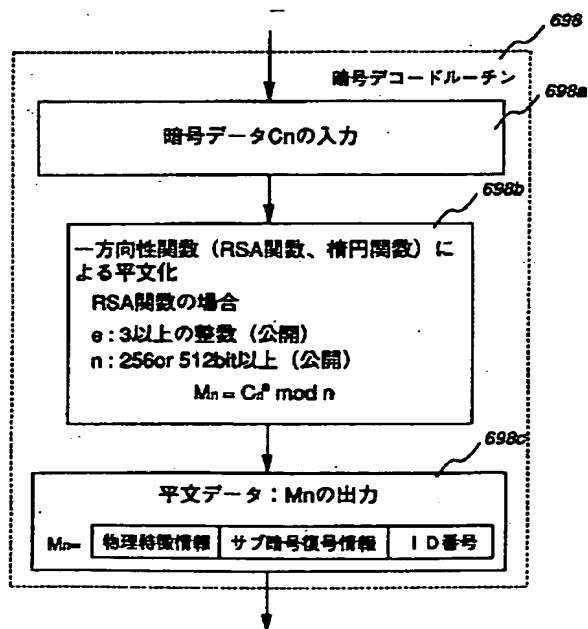 698
暗号デコードルーチン
698a
暗号データCnの入力
698b
一方向性関数（RSA関数、楕円関数）に
よる平文化
RSA関数の場合
e : 3以上の整数（公開）
n : 256or 512bit以上（公開）
Mn = Cnᵉ mod n
698c
平文データ：Mnの出力
Mn= 物理特徴情報 サブ暗号復号情報 ＩＤ番号